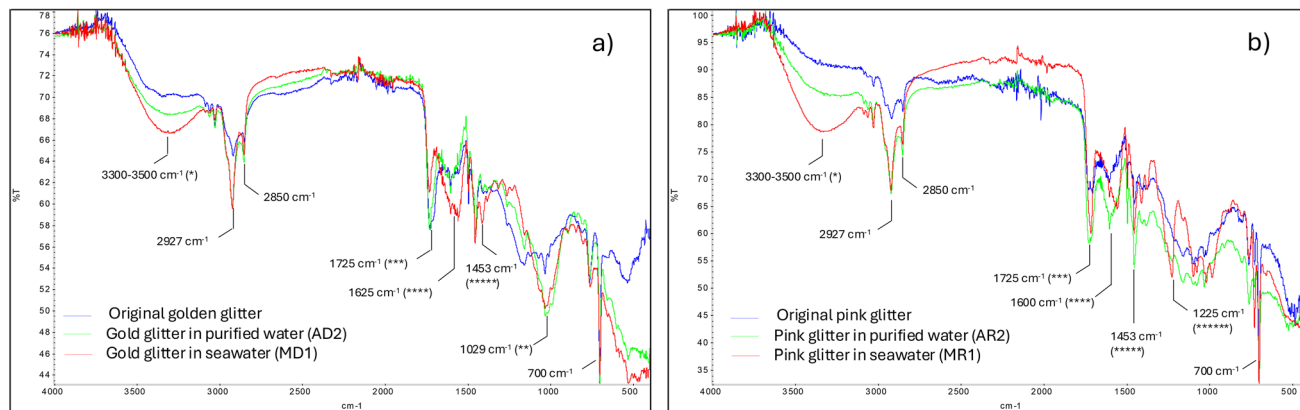 a)
78
76
74
72
70
68
66
64
62
60
58
56
54
52
50
48
46
44
%T
3300-3500 cm⁻¹ (*)
2850 cm⁻¹
2927 cm⁻¹
1725 cm⁻¹ (***)
1453 cm⁻¹
(*****)
1625 cm⁻¹ (****)
Original golden glitter
Gold glitter in purified water (AD2)
Gold glitter in seawater (MD1)
1029 cm⁻¹ (**)
700 cm⁻¹
4000 3500 3000 2500 2000 1500 1000 500
cm-1
b)
100
95
90
85
80
75
70
65
60
55
50
45
40
35
%T
3300-3500 cm⁻¹ (*)
2850 cm⁻¹
2927 cm⁻¹
1725 cm⁻¹ (***)
1600 cm⁻¹ (****)
1453 cm⁻¹
(*****)
1225 cm⁻¹
(******)
Original pink glitter
Pink glitter in purified water (AR2)
Pink glitter in seawater (MR1)
700 cm⁻¹
4000 3500 3000 2500 2000 1500 1000 500
cm-1